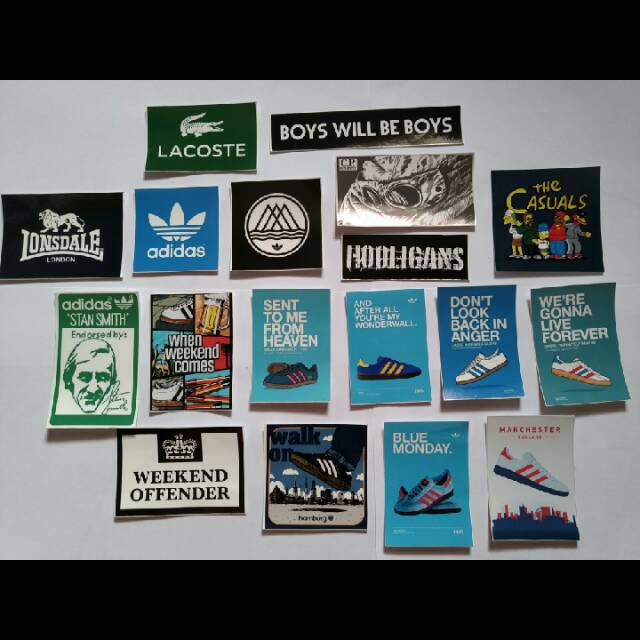 LACOSTE
BOYS WILL BE BOYS
LONSDALE
LONDON
adidas
HOOLIGANS
THE
CASUALS
adidas
"STAN SMITH"
Endorsed by:
when
weekend
comes
SENT
TO ME
FROM
HEAVEN
AND
AFTER ALL
YOU'RE MY
WONDERWALL.
DON'T
LOOK
BACK IN
ANGER
WE'RE
GONNA
LIVE
FOREVER
WEEKEND
OFFENDER
walk
on
hamburg
BLUE
MONDAY.
MANCHESTER